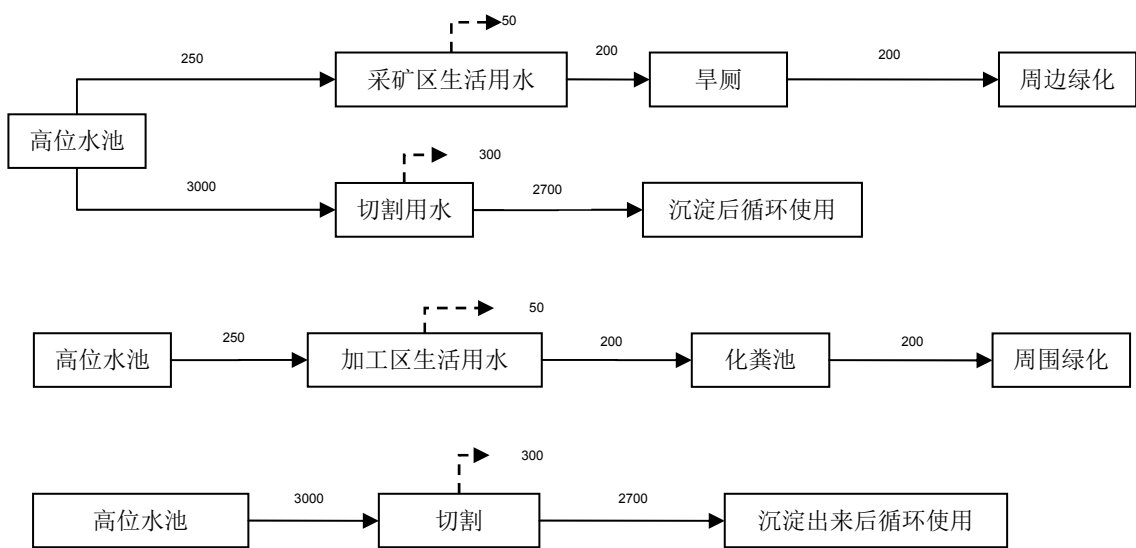 50
250
采矿区生活用水
200
旱厕
200
周边绿化
高位水池
300
3000
切割用水
2700
沉淀后循环使用
50
高位水池
250
加工区生活用水
200
化粪池
200
周围绿化
300
高位水池
3000
切割
2700
沉淀出来后循环使用